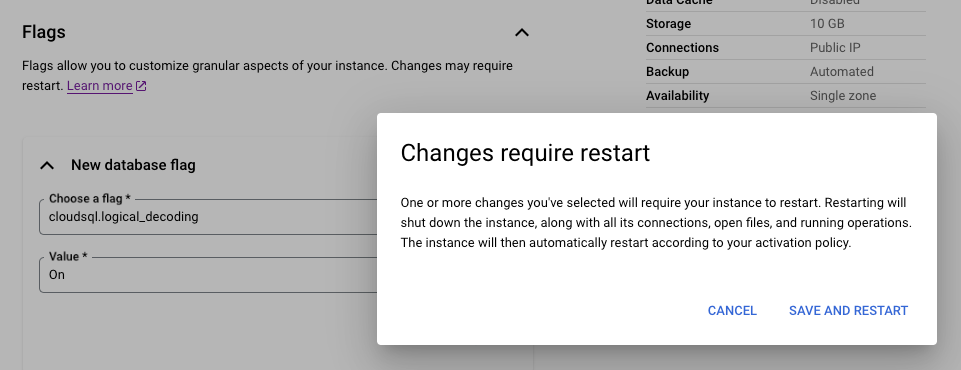 Flags
Flags allow you to customize granular aspects of your instance. Changes may require
restart. Learn more
New database flag
Choose a flag *
cloudsql.logical_decoding
Value *
On
Data Cache Disabled
Storage 10 GB
Connections Public IP
Backup Automated
Availability Single zone
Changes require restart
One or more changes you've selected will require your instance to restart. Restarting will
shut down the instance, along with all its connections, open files, and running operations.
The instance will then automatically restart according to your activation policy.
CANCEL SAVE AND RESTART